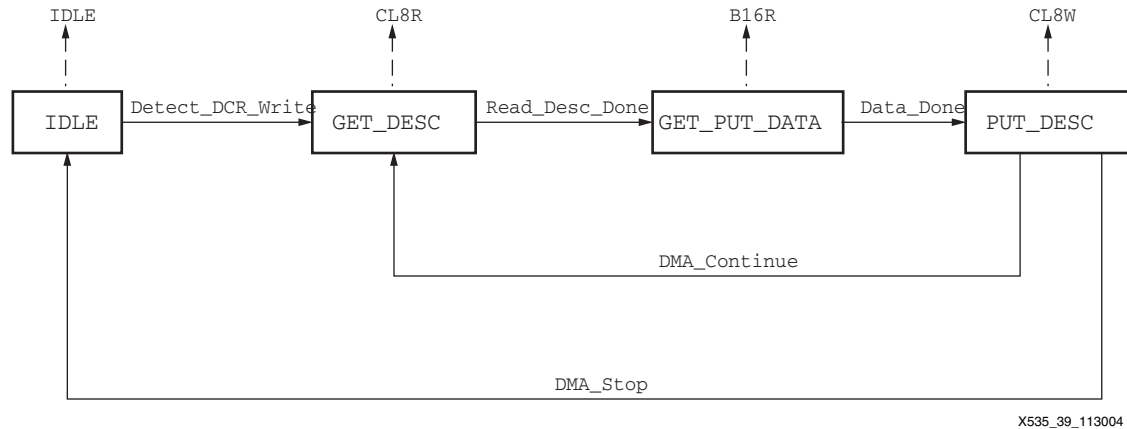 IDLE CL8R B16R CL8W
Detect_DCR_Write Read_Desc_Done Data_Done
IDLE GET_DESC GET_PUT_DATA PUT_DESC
DMA_Continue
DMA_Stop
X535_39_113004